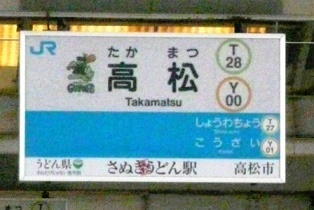 JR
たか まつ
高松
Takamatsu
T
28
Y
00
しょうわちょう
T
27
こうざい
Y
01
うどん県
さぬきうどん駅
高松市